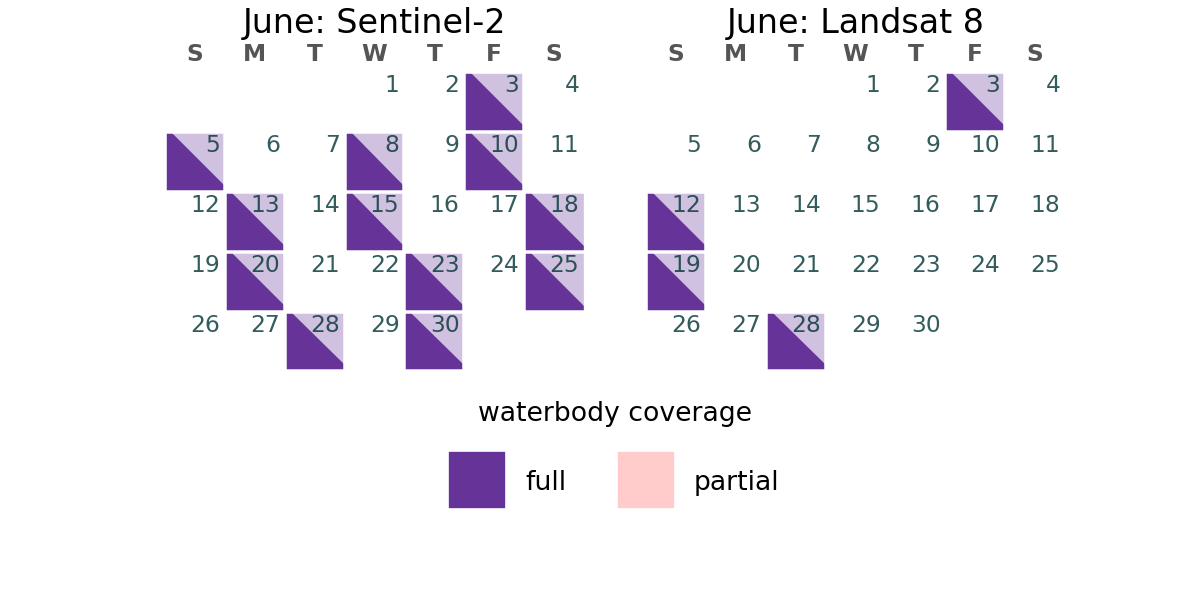 June: Sentinel-2
S M T W T F S
1 2 3 4
5 6 7 8 9 10 11
12 13 14 15 16 17 18
19 20 21 22 23 24 25
26 27 28 29 30
June: Landsat 8
S M T W T F S
1 2 3 4
5 6 7 8 9 10 11
12 13 14 15 16 17 18
19 20 21 22 23 24 25
26 27 28 29 30
waterbody coverage
full partial